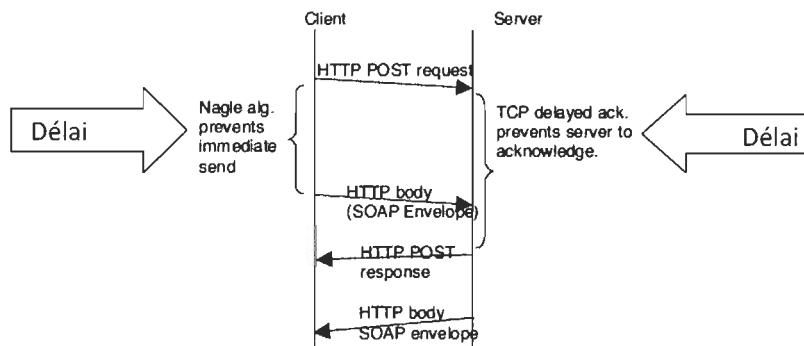 Client
Server
HTTP POST request
Délai
Nagle alg.
prevents
immediate
send
TCP delayed ack.
prevents server to
acknowledge.
Délai
HTTP body
(SOAP Envelope)
HTTP POST
response
HTTP body
SOAP envelope